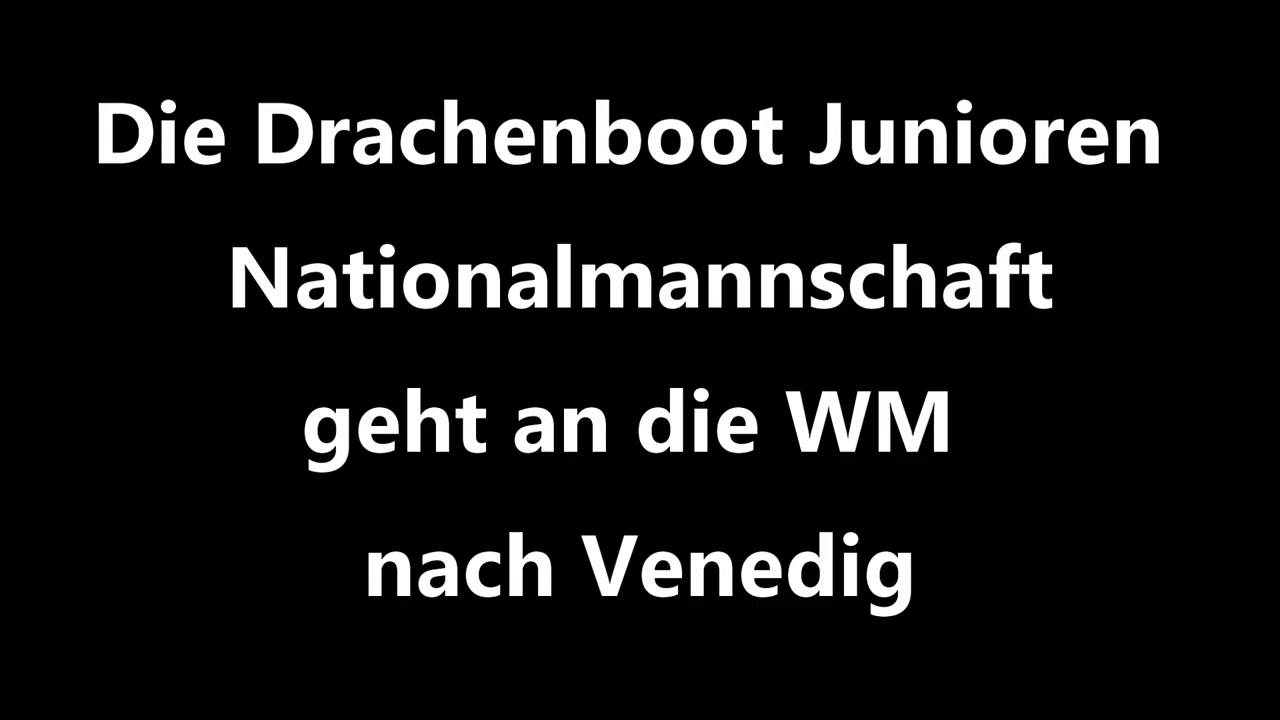 Die Drachenboot Junioren
Nationalmannschaft
geht an die WM
nach Venedig